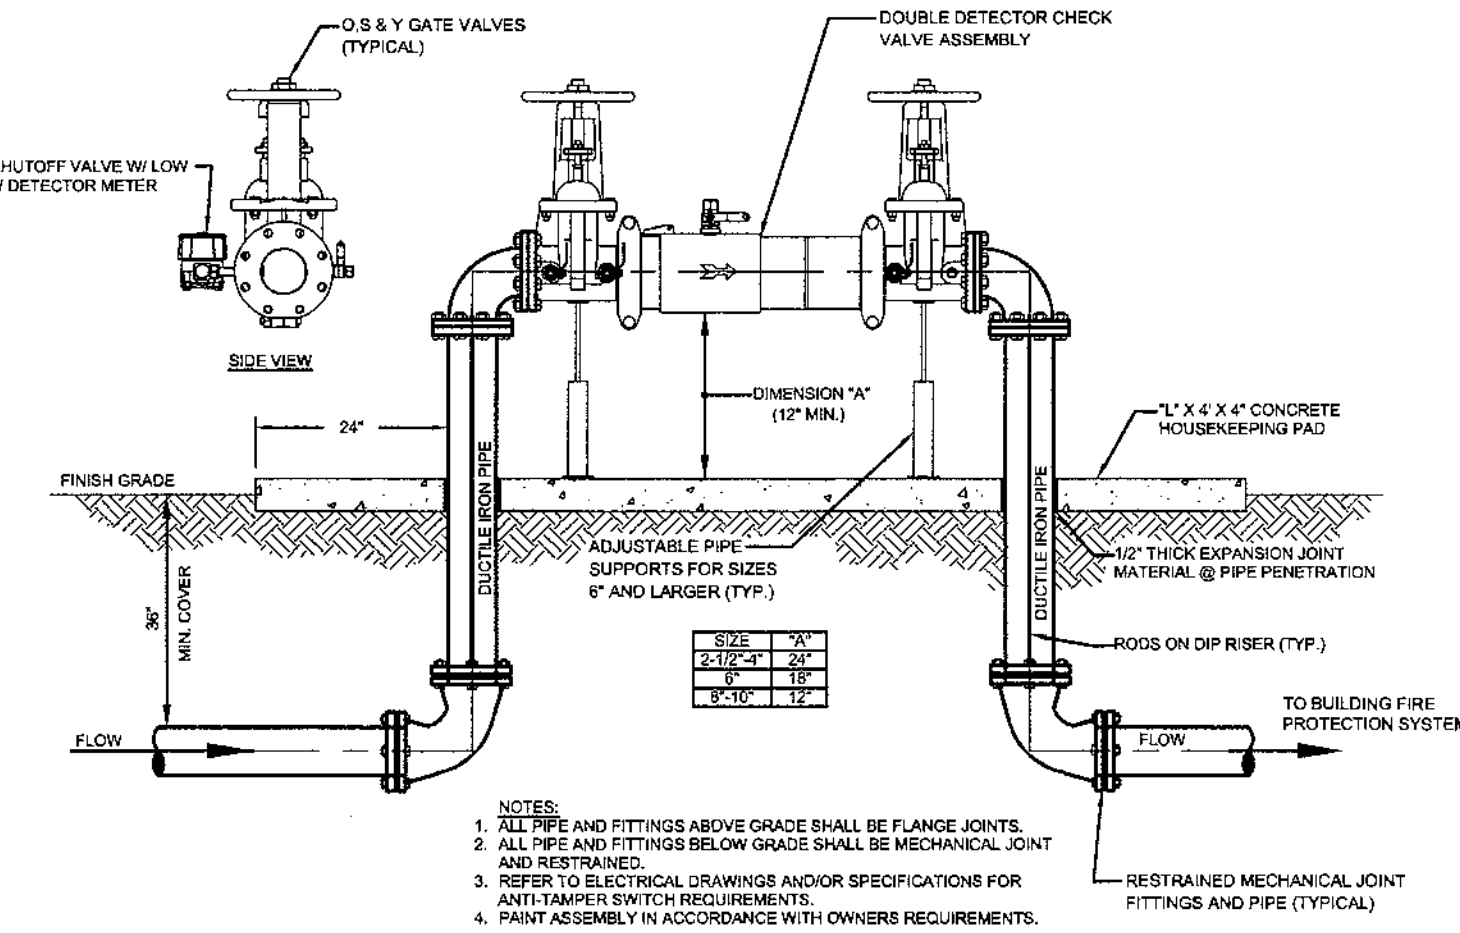 O,S & Y GATE VALVES
(TYPICAL)
DOUBLE DETECTOR CHECK
VALVE ASSEMBLY
HUTOFF VALVE W/ LOW
DETECTOR METER
SIDE VIEW
24"
DIMENSION "A"
(12" MIN.)
"L" X 4' X 4" CONCRETE
HOUSEKEEPING PAD
FINISH GRADE
DUCTILE IRON PIPE
DUCTILE IRON PIPE
36"
MIN. COVER
ADJUSTABLE PIPE
SUPPORTS FOR SIZES
6" AND LARGER (TYP.)
1/2" THICK EXPANSION JOINT
MATERIAL @ PIPE PENETRATION
SIZE "A"
2-1/2"-4" 24"
6" 18"
8"-10" 12"
RODS ON DIP RISER (TYP.)
TO BUILDING FIRE
PROTECTION SYSTEM
FLOW
FLOW
NOTES:
1. ALL PIPE AND FITTINGS ABOVE GRADE SHALL BE FLANGE JOINTS.
2. ALL PIPE AND FITTINGS BELOW GRADE SHALL BE MECHANICAL JOINT
AND RESTRAINED.
3. REFER TO ELECTRICAL DRAWINGS AND/OR SPECIFICATIONS FOR
ANTI-TAMPER SWITCH REQUIREMENTS.
4. PAINT ASSEMBLY IN ACCORDANCE WITH OWNERS REQUIREMENTS.
RESTRAINED MECHANICAL JOINT
FITTINGS AND PIPE (TYPICAL)